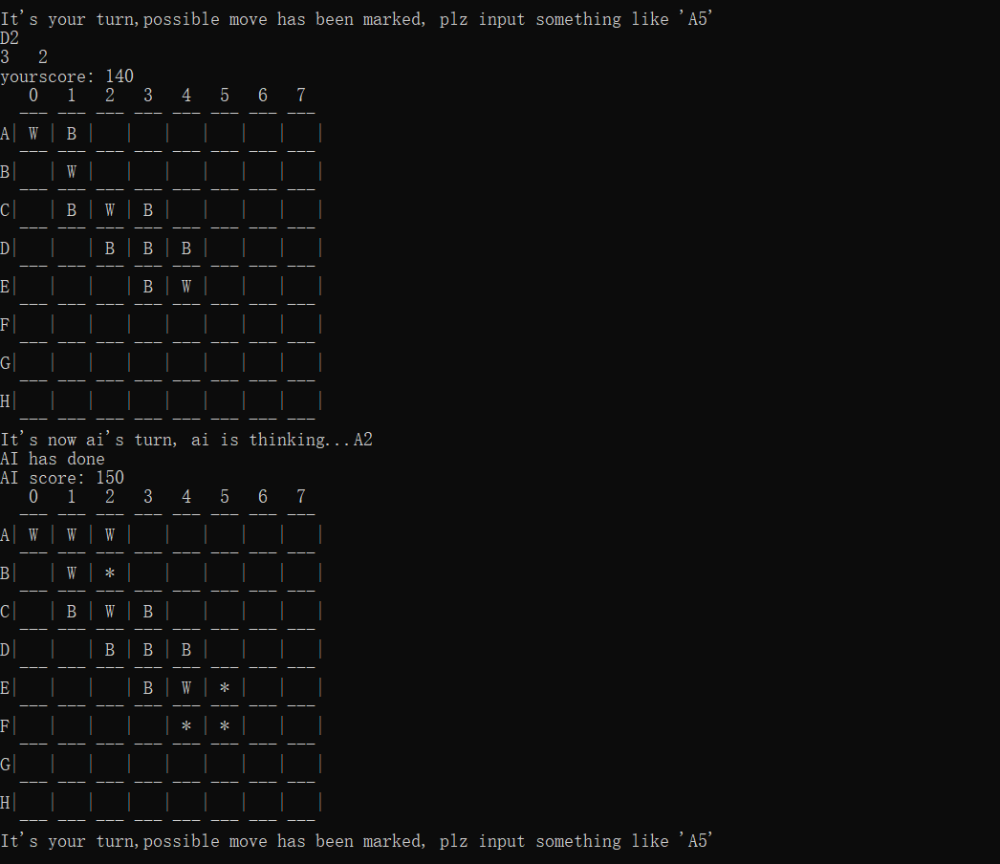 It's your turn,possible move has been marked, plz input something like 'A5'
D2
3   2
yourscore: 140
   0   1   2   3   4   5   6   7
  --- --- --- --- --- --- --- ---
A| W | B |   |   |   |   |   |   |
  --- --- --- --- --- --- --- ---
B|   | W |   |   |   |   |   |   |
  --- --- --- --- --- --- --- ---
C|   | B | W | B |   |   |   |   |
  --- --- --- --- --- --- --- ---
D|   |   | B | B | B |   |   |   |
  --- --- --- --- --- --- --- ---
E|   |   |   | B | W |   |   |   |
  --- --- --- --- --- --- --- ---
F|   |   |   |   |   |   |   |   |
  --- --- --- --- --- --- --- ---
G|   |   |   |   |   |   |   |   |
  --- --- --- --- --- --- --- ---
H|   |   |   |   |   |   |   |   |
  --- --- --- --- --- --- --- ---
It's now ai's turn, ai is thinking...A2
AI has done
AI score: 150
   0   1   2   3   4   5   6   7
  --- --- --- --- --- --- --- ---
A| W | W | W |   |   |   |   |   |
  --- --- --- --- --- --- --- ---
B|   | W | * |   |   |   |   |   |
  --- --- --- --- --- --- --- ---
C|   | B | W | B |   |   |   |   |
  --- --- --- --- --- --- --- ---
D|   |   | B | B | B |   |   |   |
  --- --- --- --- --- --- --- ---
E|   |   |   | B | W | * |   |   |
  --- --- --- --- --- --- --- ---
F|   |   |   |   | * | * |   |   |
  --- --- --- --- --- --- --- ---
G|   |   |   |   |   |   |   |   |
  --- --- --- --- --- --- --- ---
H|   |   |   |   |   |   |   |   |
  --- --- --- --- --- --- --- ---
It's your turn,possible move has been marked, plz input something like 'A5'